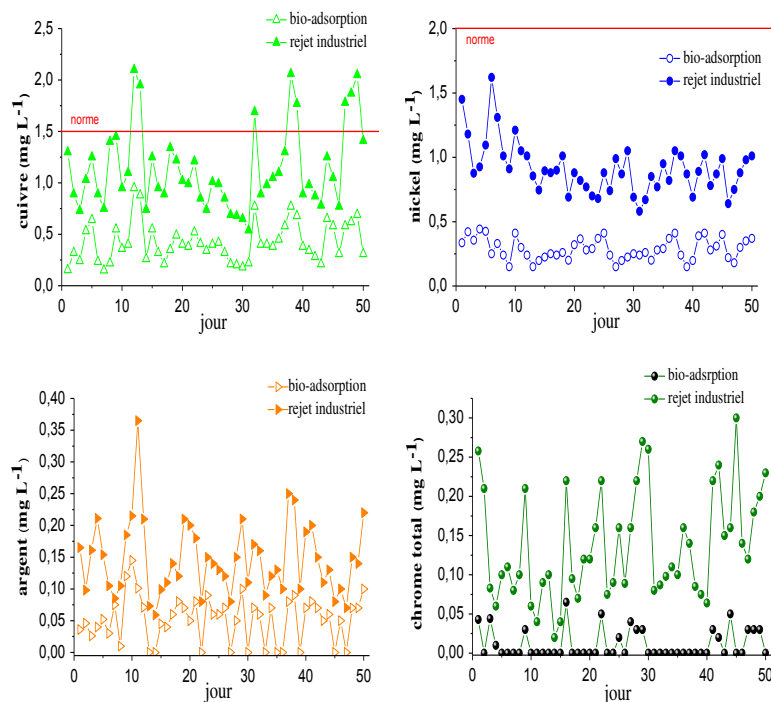 bio-adsorption
rejet industriel
norme
cuivre (mg L-1)
2,5
2,0
1,5
1,0
0,5
0,0
0 10 20 30 40 50
jour
norme
bio-adsorption
rejet industriel
nickel (mg L-1)
2,0
1,5
1,0
0,5
0,0
0 10 20 30 40 50
jour
bio-adsorption
rejet industriel
argent (mg L-1)
0,40
0,35
0,30
0,25
0,20
0,15
0,10
0,05
0,00
0 10 20 30 40 50
jour
bio-adsrption
rejet industriel
chrome total (mg L-1)
0,30
0,25
0,20
0,15
0,10
0,05
0,00
0 10 20 30 40 50
jour